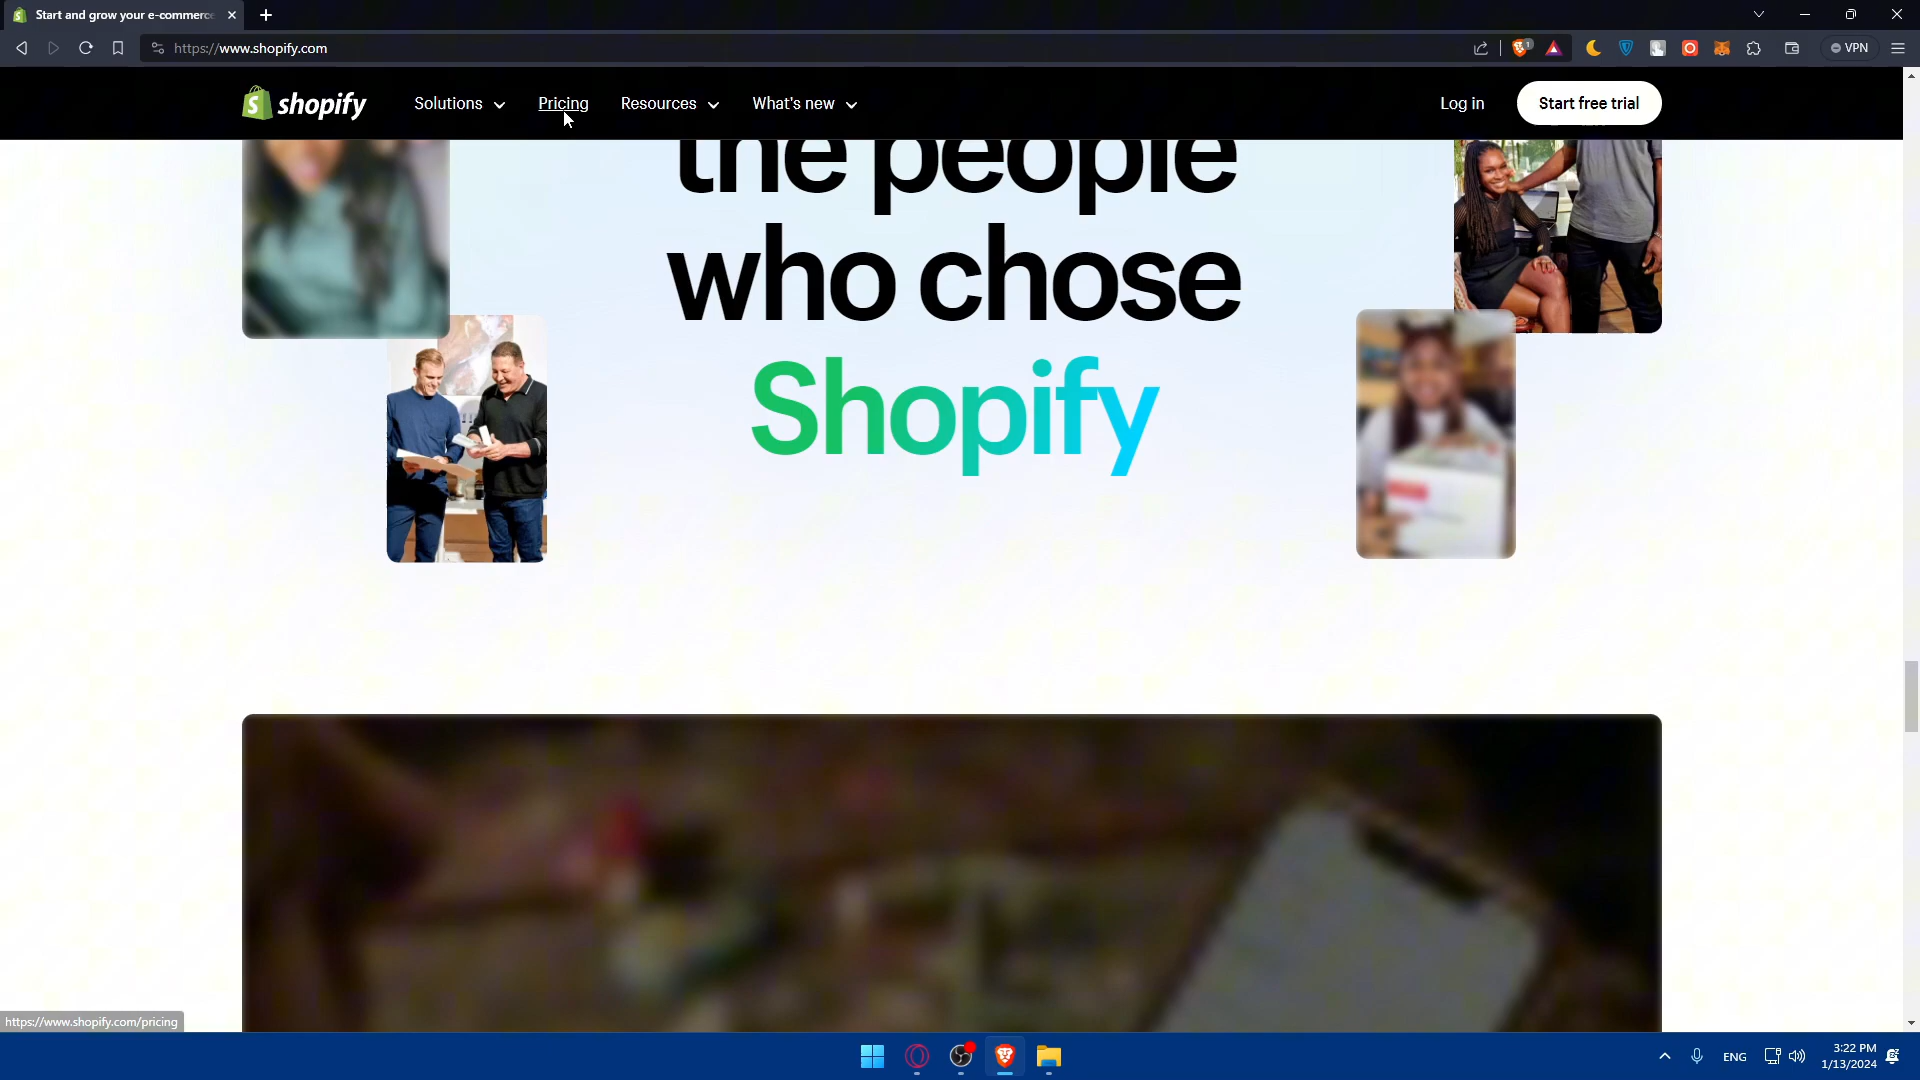 Start and grow your e-commerce
https://www.shopify.com
VPN
shopify
Solutions
Pricing
Resources
What's new
Log in
Start free trial
the people
who chose
Shopify
https://www.shopify.com/pricing
ENG
3:22 PM
1/13/2024